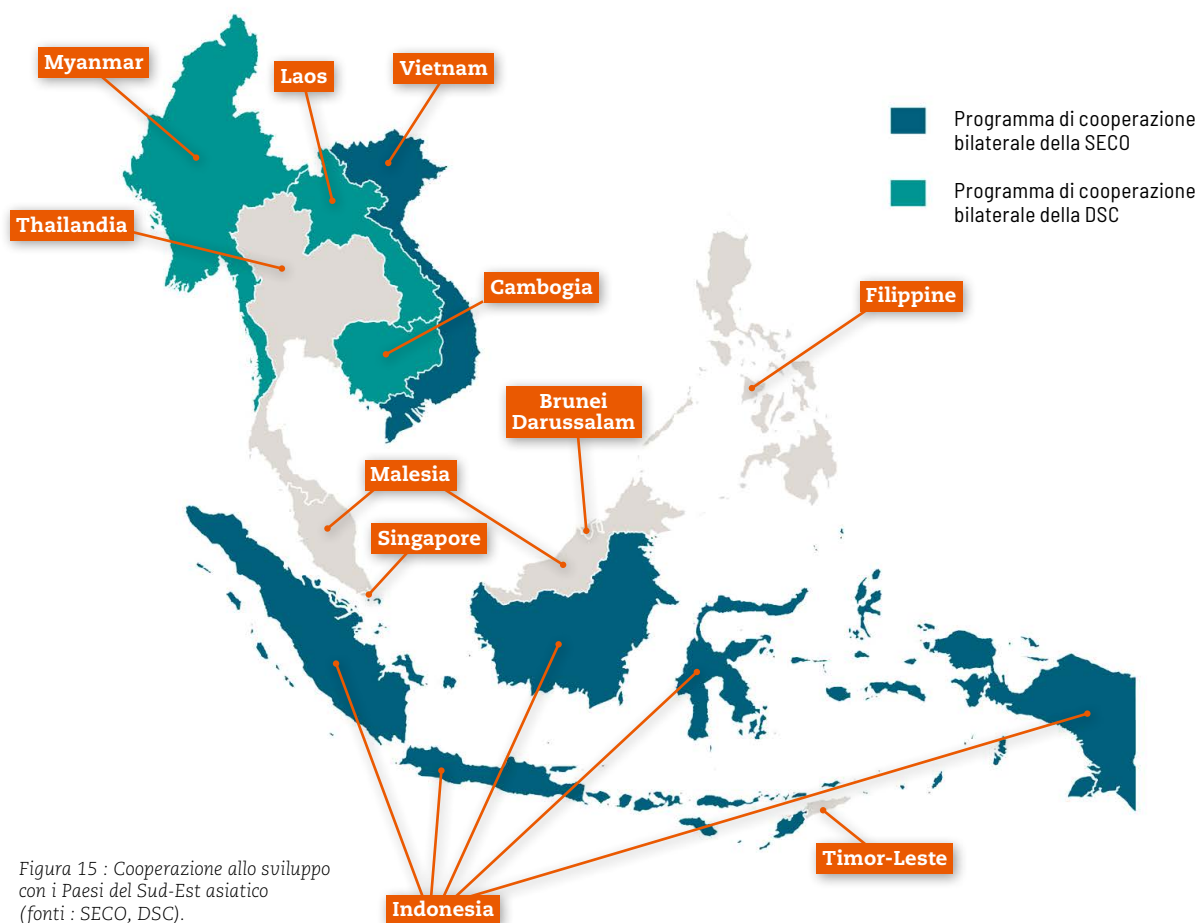 Myanmar
Laos
Vietnam
Programma di cooperazione
bilaterale della SECO
Programma di cooperazione
bilaterale della DSC
Thailandia
Cambogia
Filippine
Brunei
Darussalam
Malesia
Singapore
Timor-Leste
Indonesia
Figura 15 : Cooperazione allo sviluppo
con i Paesi del Sud-Est asiatico
(fonti : SECO, DSC).